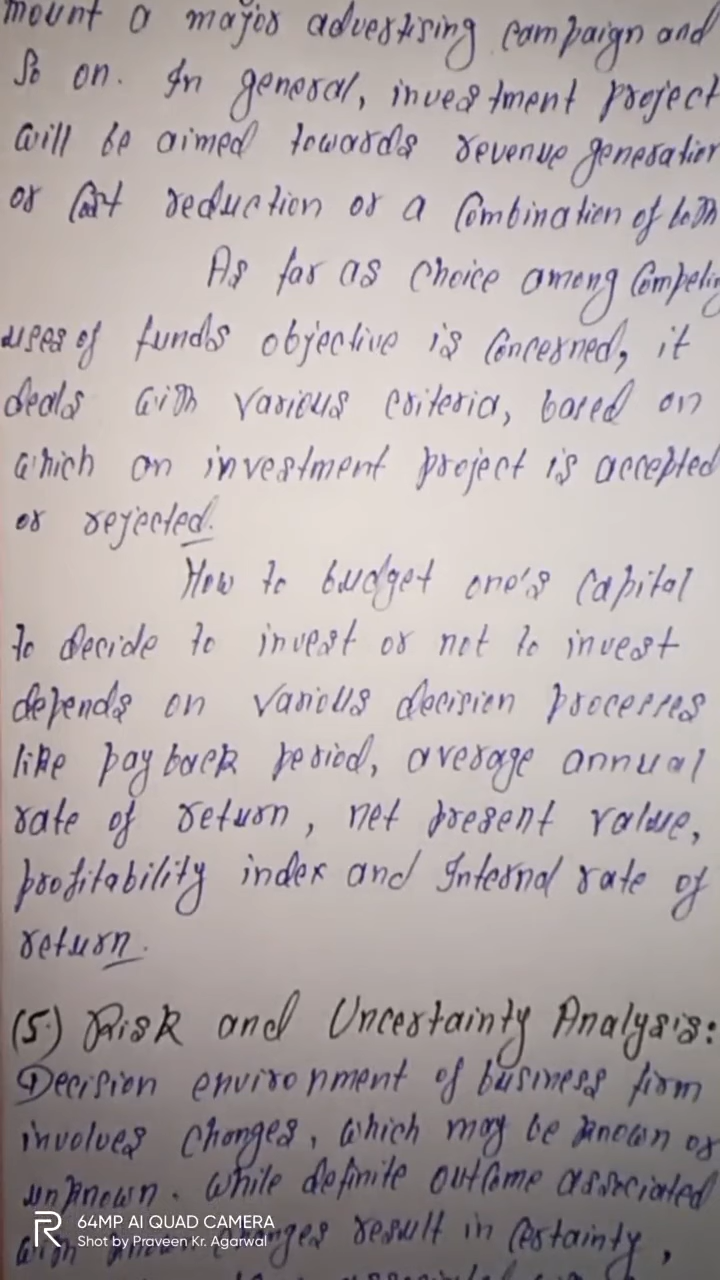 mount a major advertising campaign and
so on. In general, investment project
will be aimed towards revenue generation
or Cost reduction or a Combination of both
As far as Choice among Competing
uses of funds objective is Concerned, it
deals with various criteria, based on
which an investment project is accepted
or rejected.
How to budget one's Capital
to decide to invest or not to invest
depends on various decision processes
like pay back period, average annual
rate of return, net present value,
profitability index and Internal rate of
return.
(5.) Risk and Uncertainty Analysis:
Decision environment of business firm
involves Changes, which may be known or
unknown. While definite outcome associated
with known changes result in Certainty,
64MP AI QUAD CAMERA
Shot by Praveen Kr. Agarwal